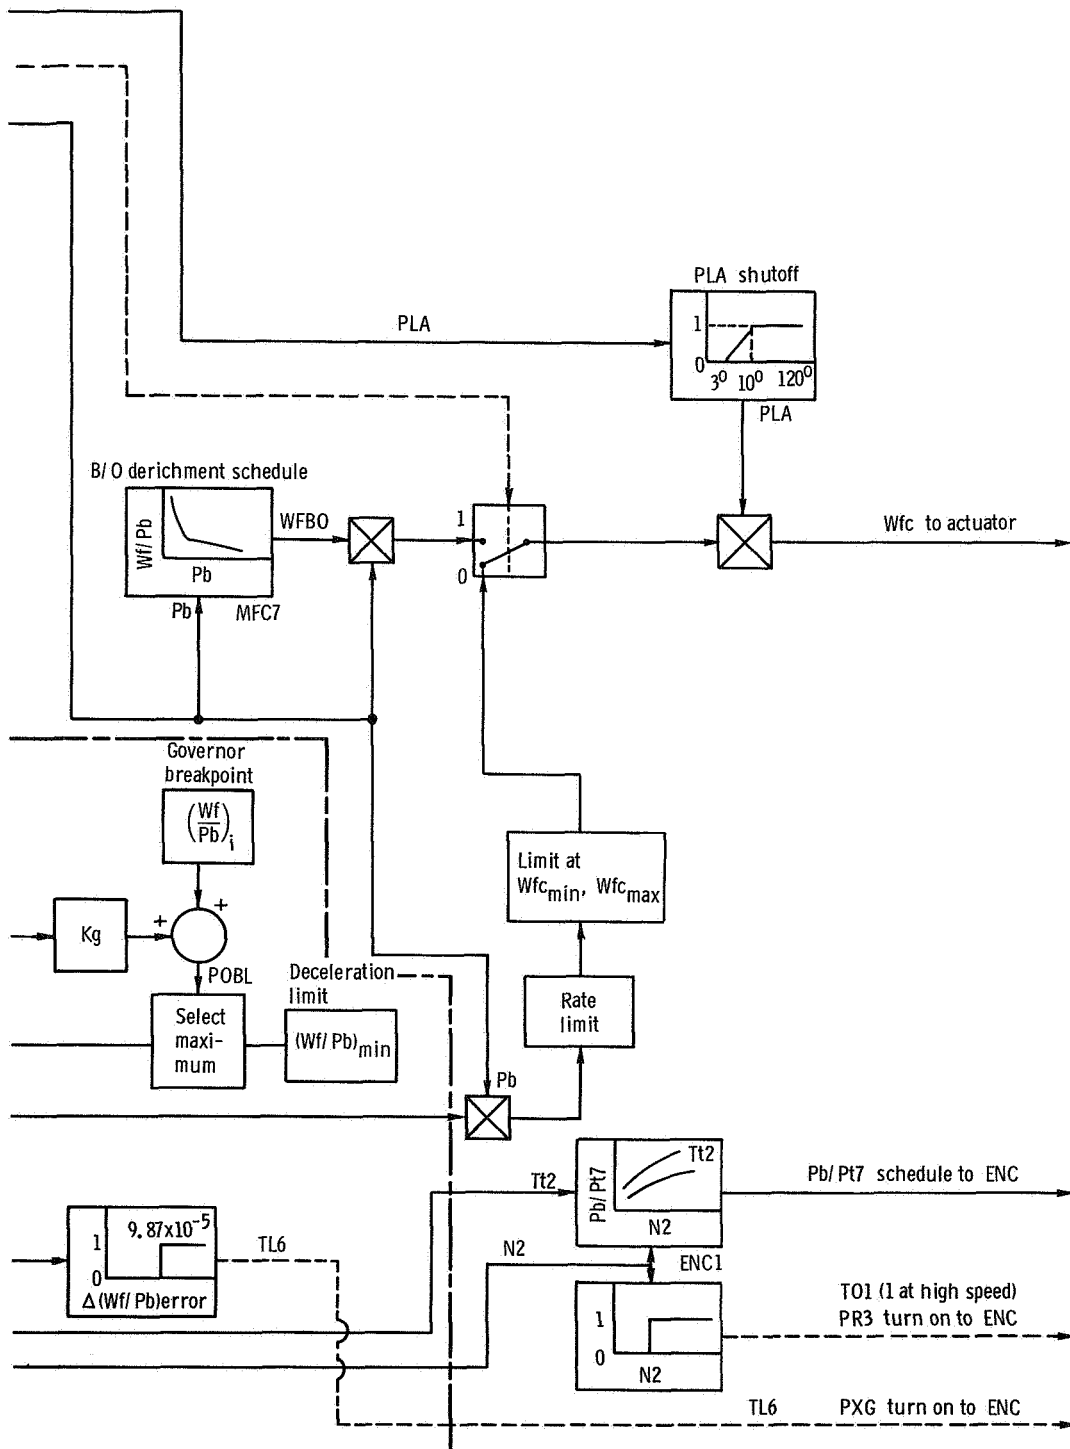 PLA shutoff
PLA
1
0
3⁰ 10⁰ 120⁰
PLA
B/O derichment schedule
Wf/Pb
Pb
WFBO
1
0
Wfc to actuator
Pb
MFC7
Governor
breakpoint
(Wf/Pb)i
Limit at
Wfcmin, Wfcmax
+
+
Kg
POBL
Deceleration
limit
Select
maxi-
mum
(Wf/Pb)min
Rate
limit
Pb
Tt2
Pb/Pt7
Tt2
N2
Pb/Pt7 schedule to ENC
9.87x10⁻⁵
1
0
Δ(Wf/Pb)error
TL6
N2
ENC1
1
0
N2
TO1 (1 at high speed)
PR3 turn on to ENC
TL6
PXG turn on to ENC